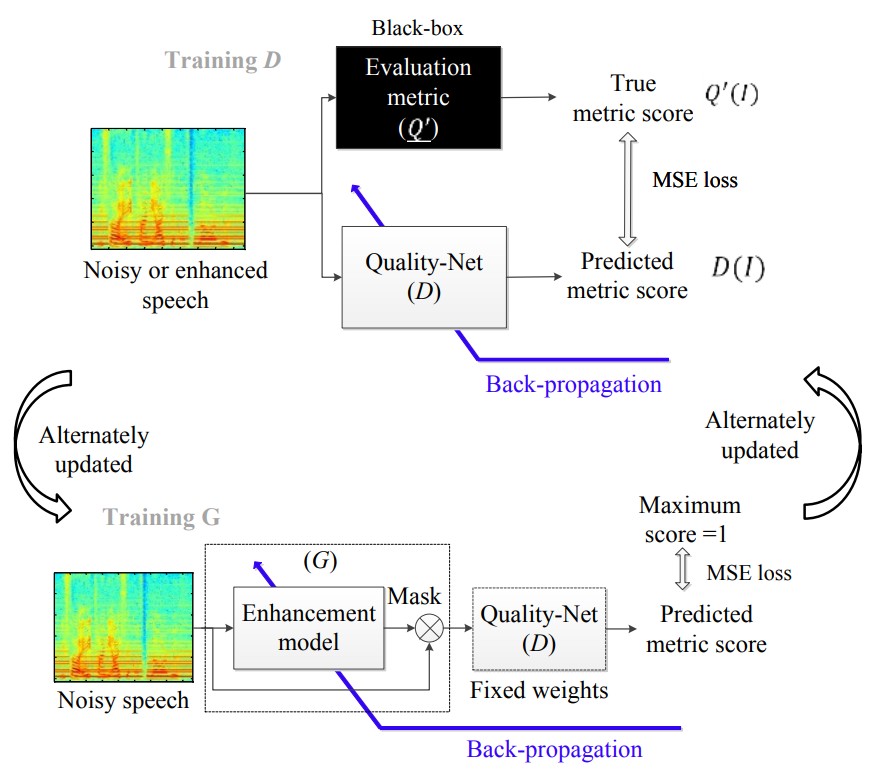 Black-box
Training D
Evaluation
metric
(Q')
True
metric score
Q'(I)
MSE loss
Noisy or enhanced
speech
Quality-Net
(D)
Predicted
metric score
D(I)
Back-propagation
Alternately
updated
Alternately
updated
Training G
Maximum
score =1
MSE loss
(G)
Enhancement
model
Mask
Quality-Net
(D)
Predicted
metric score
Noisy speech
Fixed weights
Back-propagation